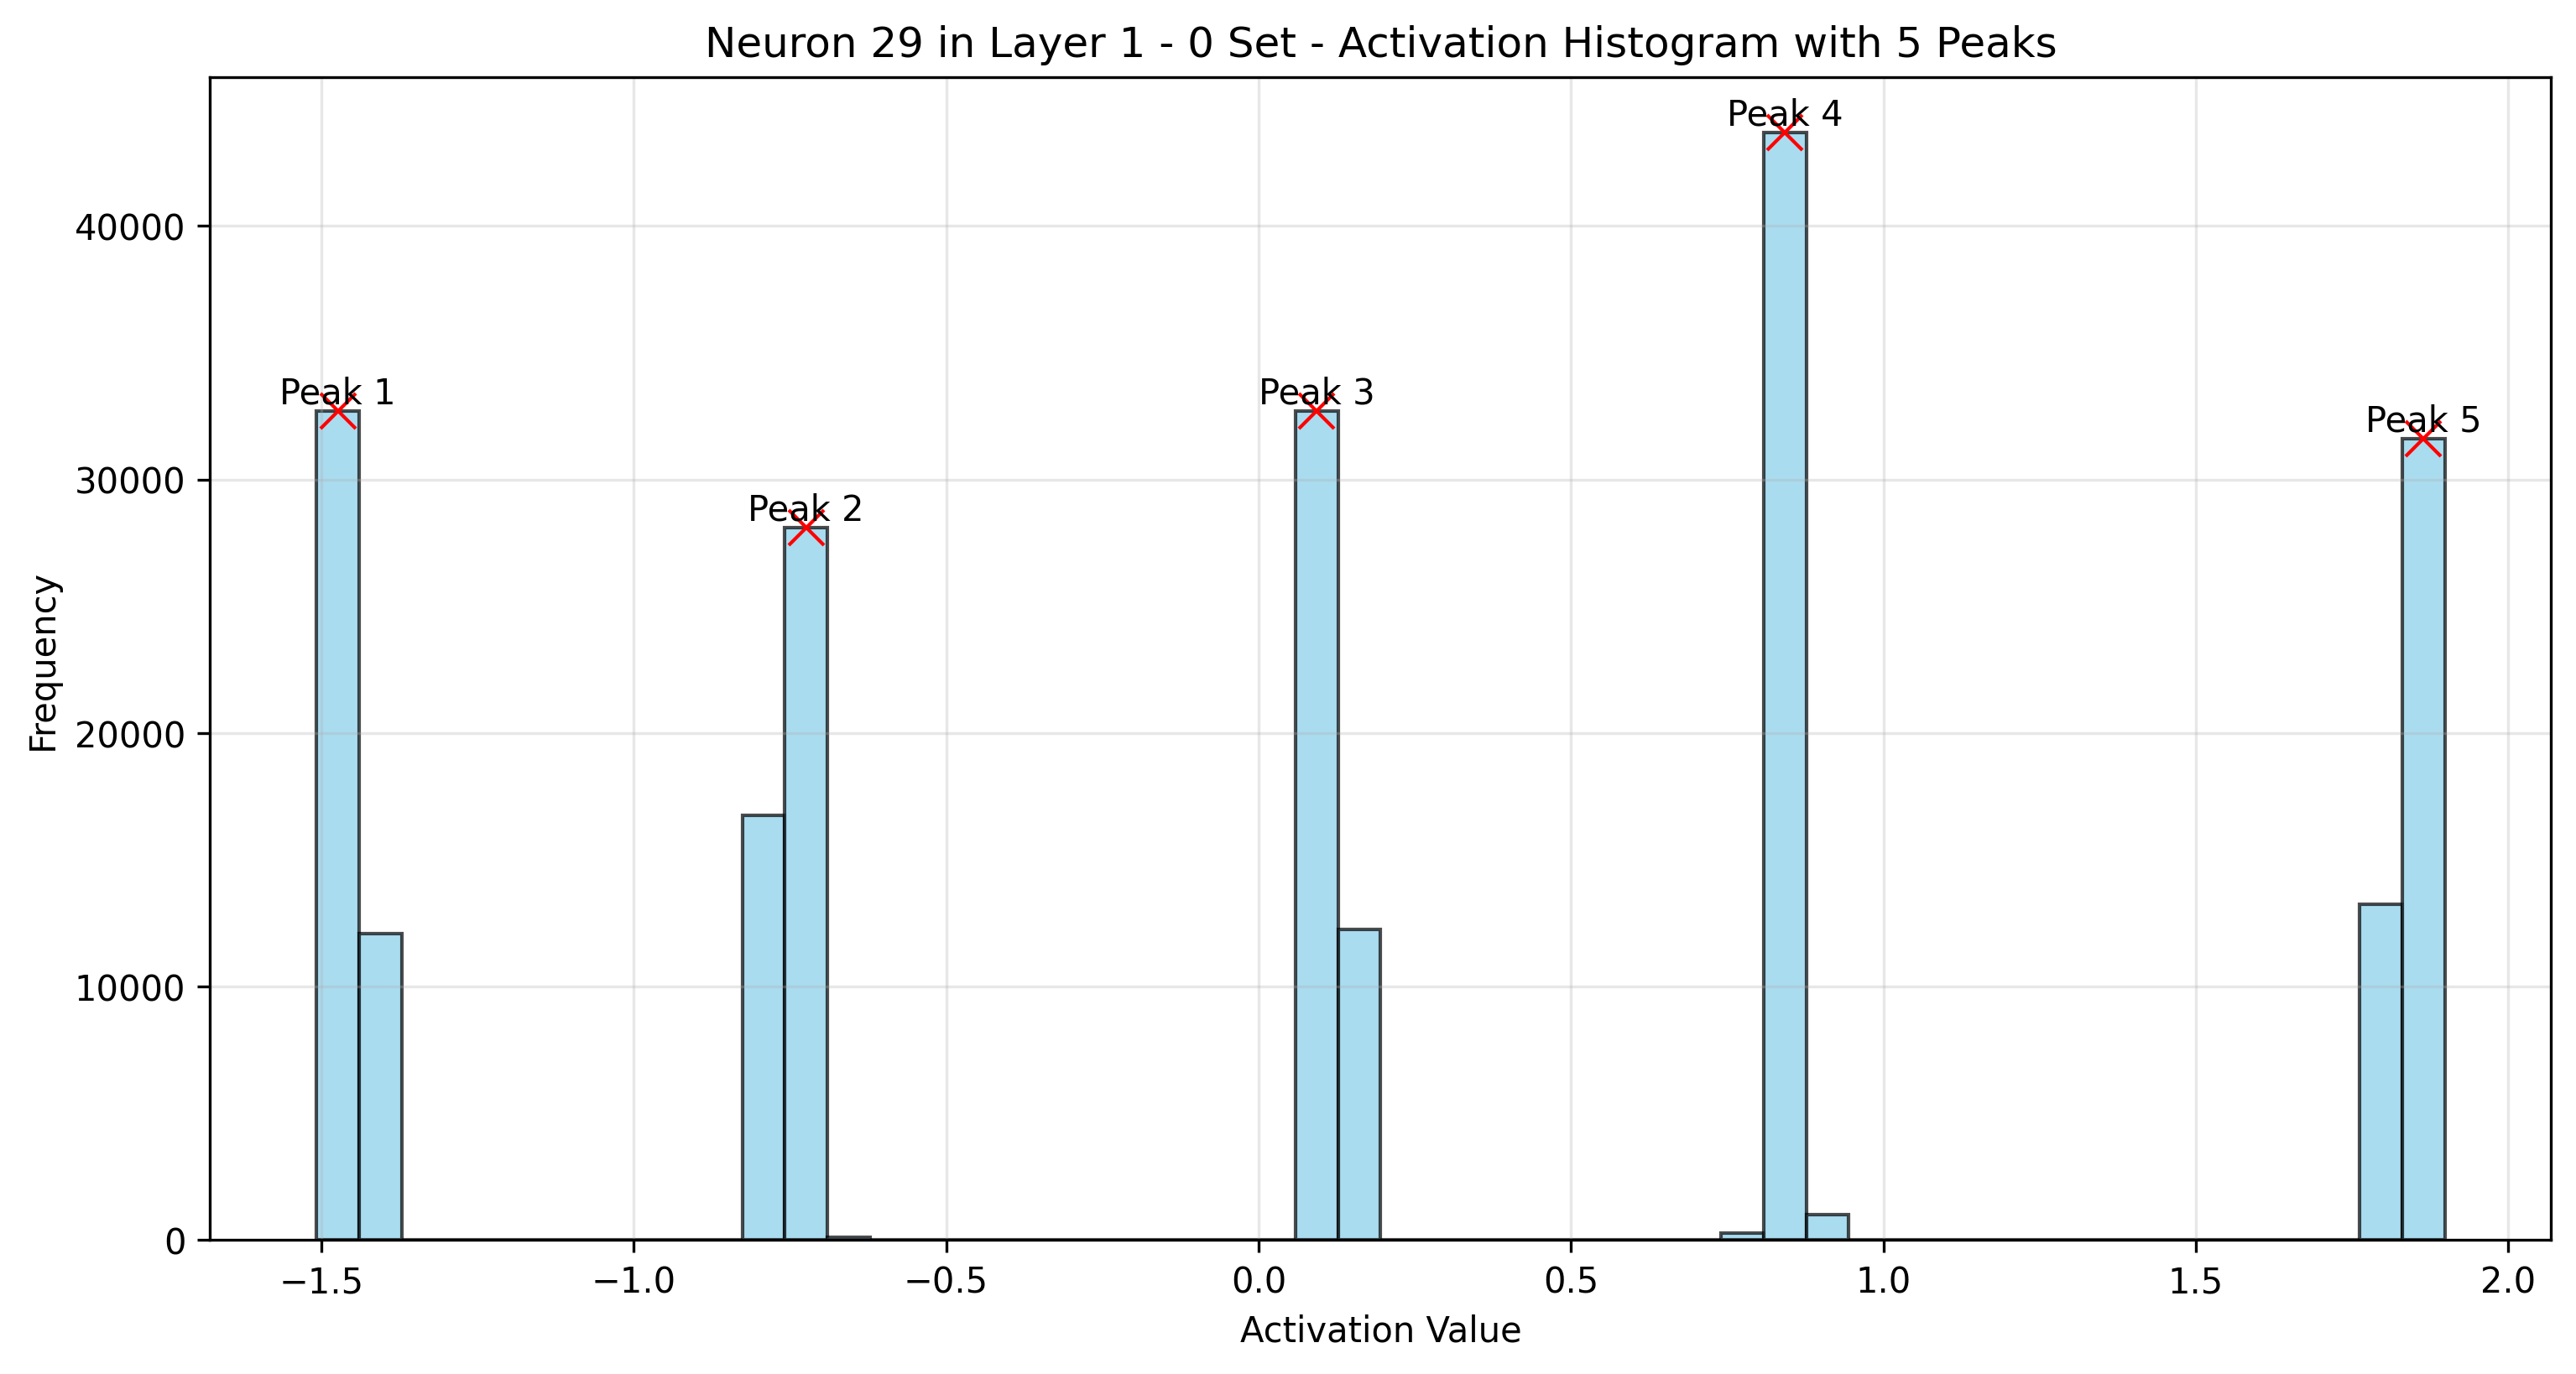 Neuron 29 in Layer 1 - 0 Set - Activation Histogram with 5 Peaks
Peak 4
40000
Peak 1
Peak 3
Peak 5
30000
Peak 2
Frequency
20000
10000
0
−1.5
−1.0
−0.5
0.0
0.5
1.0
1.5
2.0
Activation Value